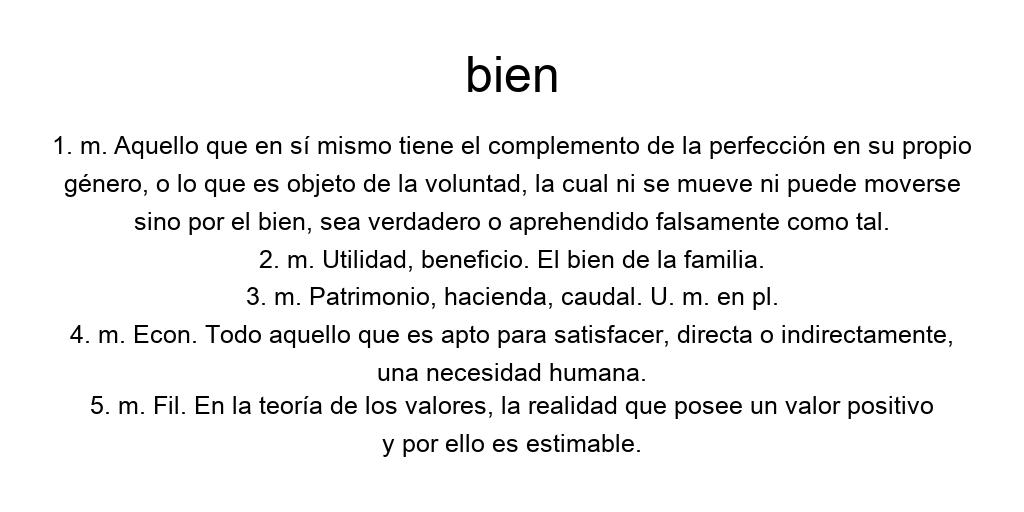 bien
1. m. Aquello que en sí mismo tiene el complemento de la perfección en su propio
género, o lo que es objeto de la voluntad, la cual ni se mueve ni puede moverse
sino por el bien, sea verdadero o aprehendido falsamente como tal.
2. m. Utilidad, beneficio. El bien de la familia.
3. m. Patrimonio, hacienda, caudal. U. m. en pl.
4. m. Econ. Todo aquello que es apto para satisfacer, directa o indirectamente,
una necesidad humana.
5. m. Fil. En la teoría de los valores, la realidad que posee un valor positivo
y por ello es estimable.